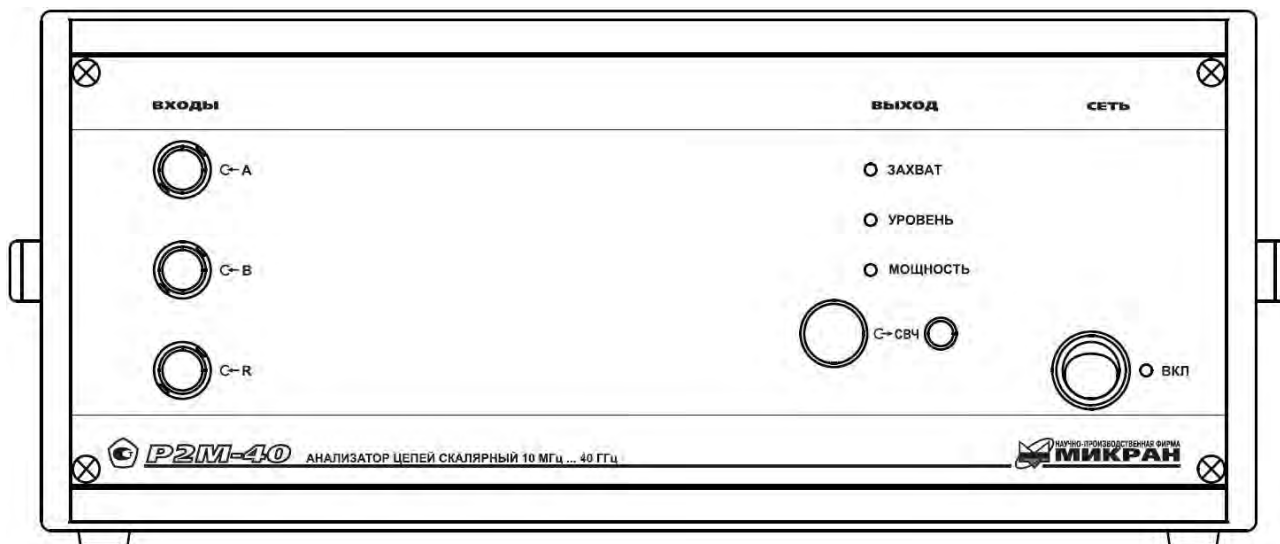 ВХОДЫ
ВЫХОД
СЕТЬ
A
ЗАХВАТ
УРОВЕНЬ
B
МОЩНОСТЬ
СВЧ
R
ВКЛ
Р2М-40 АНАЛИЗАТОР ЦЕПЕЙ СКАЛЯРНЫЙ 10 МГц ... 40 ГГц
НАУЧНО-ПРОИЗВОДСТВЕННАЯ ФИРМА
МИКРАН